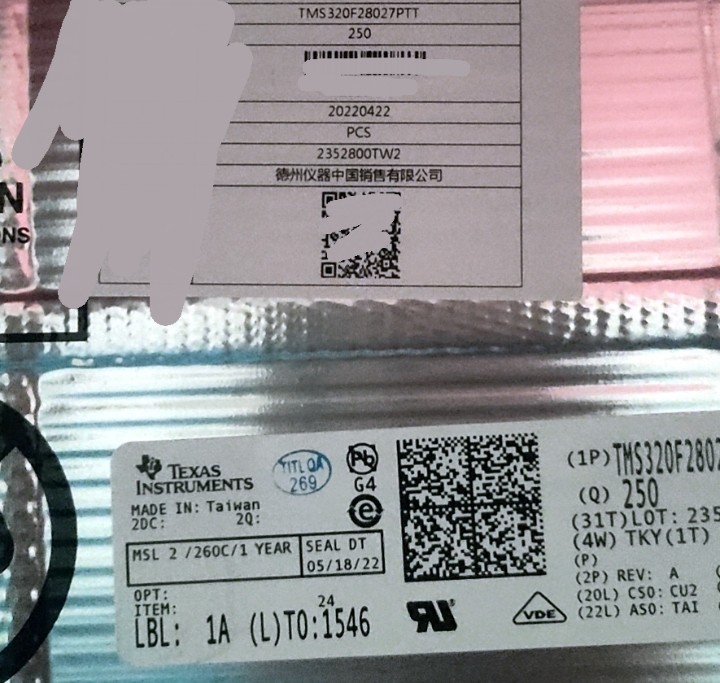 TMS320F28027PTT
250
20220422
PCS
2352800TW2
德州仪器中国销售有限公司
N
NS
TEXAS
INSTRUMENTS
TITLQA
269
Pb
G4
e
MADE IN: Taiwan
2DC: 2Q:
MSL 2 /260C/1 YEAR
SEAL DT
05/18/22
OPT:
ITEM:
24
LBL: 1A (L)TO:1546
VDE
(1P)TMS320F2802
(Q) 250
(31T)LOT: 235
(4W) TKY(1T)
(P)
(2P) REV: A
(20L) CSO: CU2
(22L) ASO: TAI